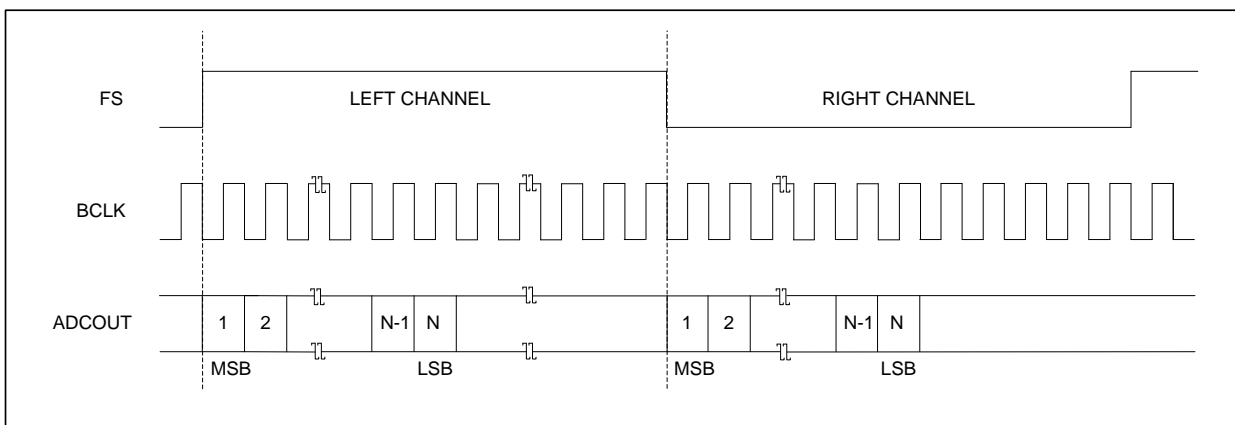 FS LEFT CHANNEL RIGHT CHANNEL
BCLK
ADCOUT 1 2 N-1 N 1 2 N-1 N
MSB LSB MSB LSB